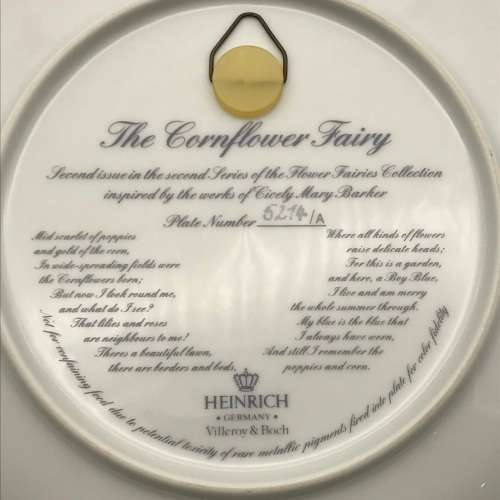 The Cornflower Fairy
Second issue in the second Series of the Flower Fairies Collection
inspired by the works of Cicely Mary Barker
Plate Number 5214/A
Mid scarlet of poppies
and gold of the corn,
In wide-spreading fields were
the Cornflowers born;
But now I look round me,
and what do I see?
That lilies and roses
are neighbours to me!
Theres a beautiful lawn,
there are borders and beds,
Where all kinds of flowers
raise delicate heads;
For this is a garden,
and here, a Boy Blue,
I live and am merry
the whole summer through.
My blue is the blue that
I always have worn,
And still I remember the
poppies and corn.
HEINRICH
GERMANY
Villeroy & Boch
Not for containing food due to potential toxicity of rare metallic pigments fired into plate for color fidelity